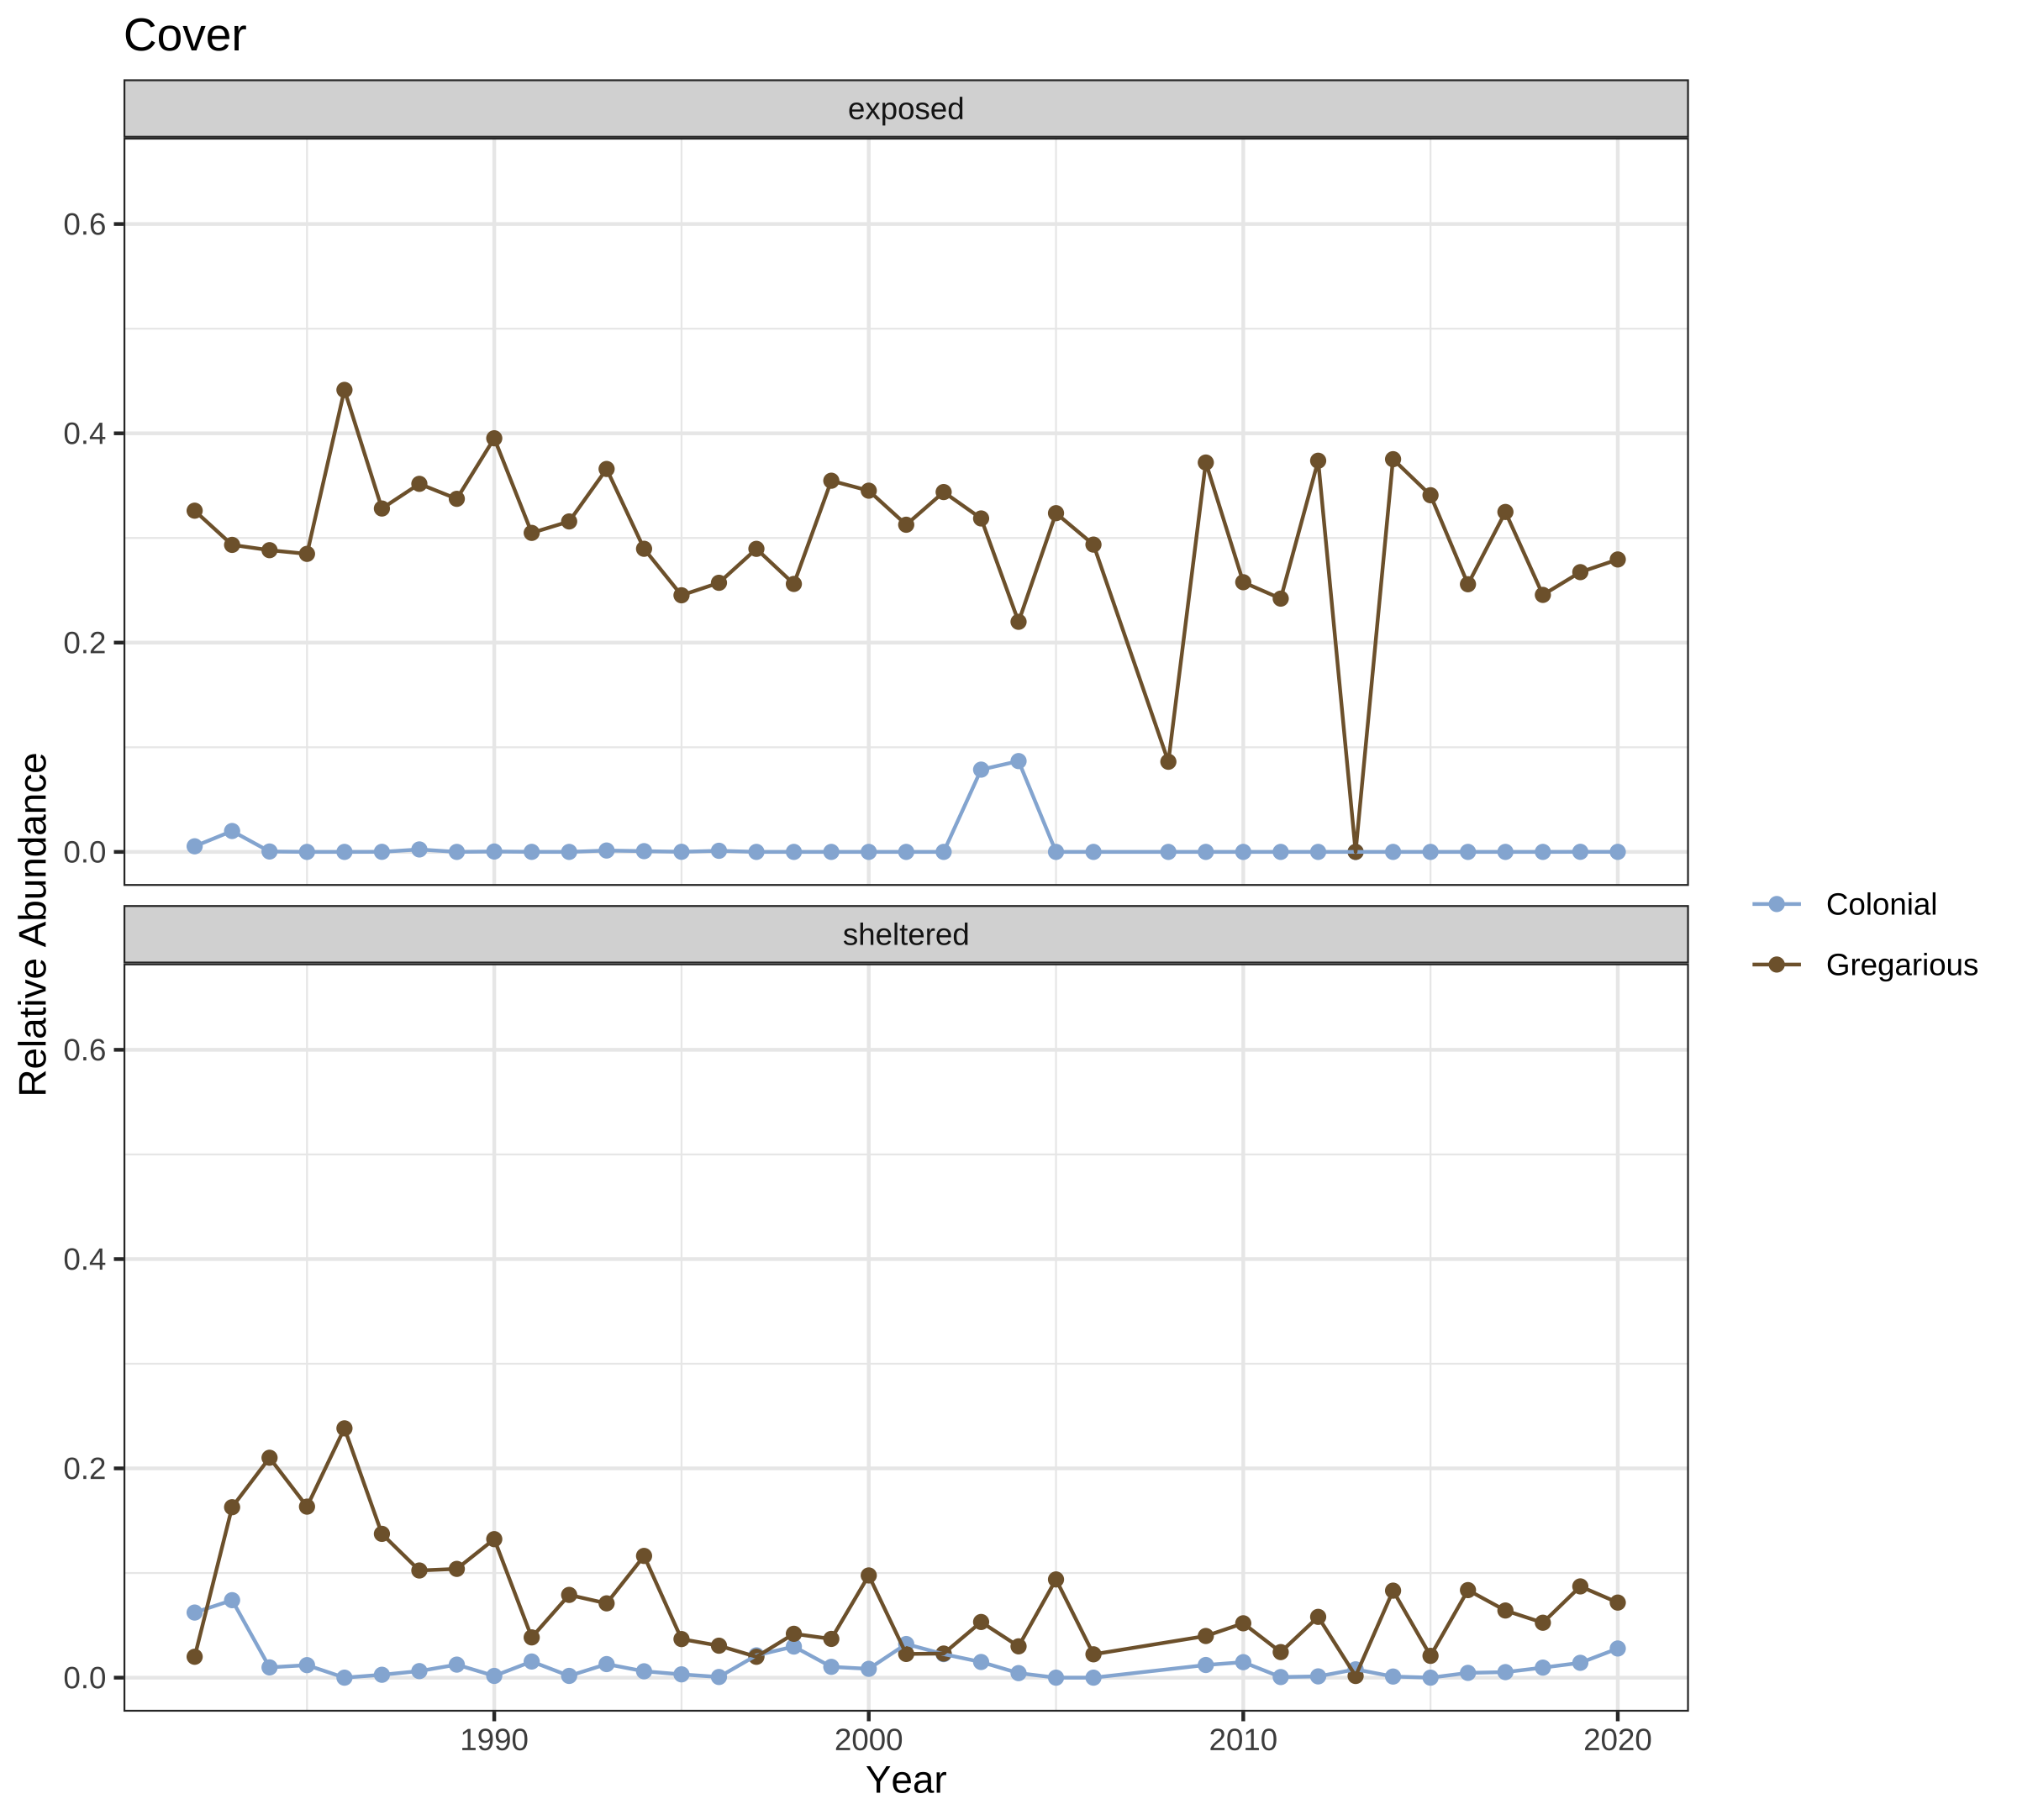 Cover
exposed
0.6
0.4
0.2
0.0
sheltered
0.6
0.4
0.2
0.0
Relative Abundance
1990 2000 2010 2020
Year
Colonial
Gregarious